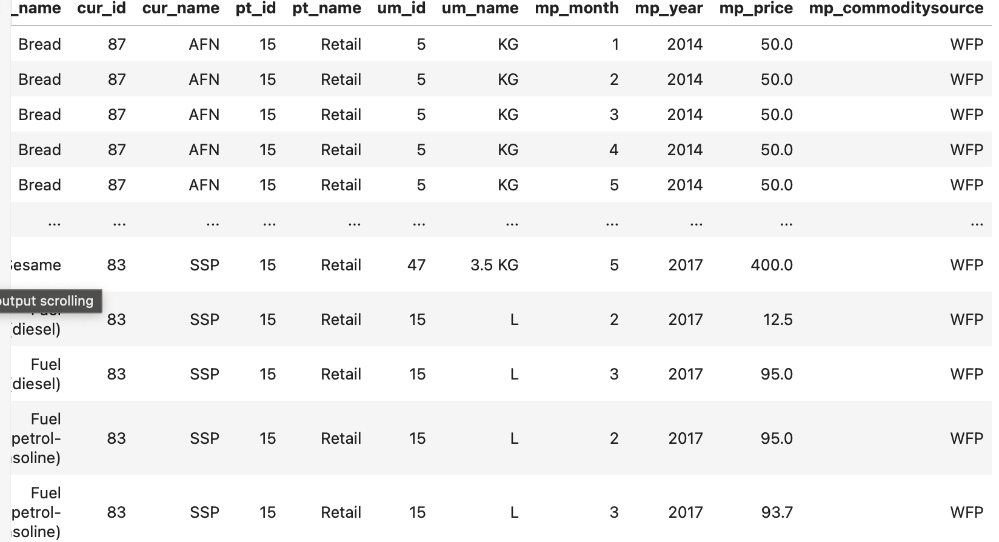 _name cur_id cur_name pt_id pt_name um_id um_name mp_month mp_year mp_price mp_commoditysource
Bread 87 AFN 15 Retail 5 KG 1 2014 50.0 WFP
Bread 87 AFN 15 Retail 5 KG 2 2014 50.0 WFP
Bread 87 AFN 15 Retail 5 KG 3 2014 50.0 WFP
Bread 87 AFN 15 Retail 5 KG 4 2014 50.0 WFP
Bread 87 AFN 15 Retail 5 KG 5 2014 50.0 WFP
... ... ... ... ... ... ... ... ... ... ...
Sesame 83 SSP 15 Retail 47 3.5 KG 5 2017 400.0 WFP
output scrolling
(diesel) 83 SSP 15 Retail 15 L 2 2017 12.5 WFP
Fuel
(diesel) 83 SSP 15 Retail 15 L 3 2017 95.0 WFP
Fuel
petrol- 83 SSP 15 Retail 15 L 2 2017 95.0 WFP
soline)
Fuel
petrol- 83 SSP 15 Retail 15 L 3 2017 93.7 WFP
soline)